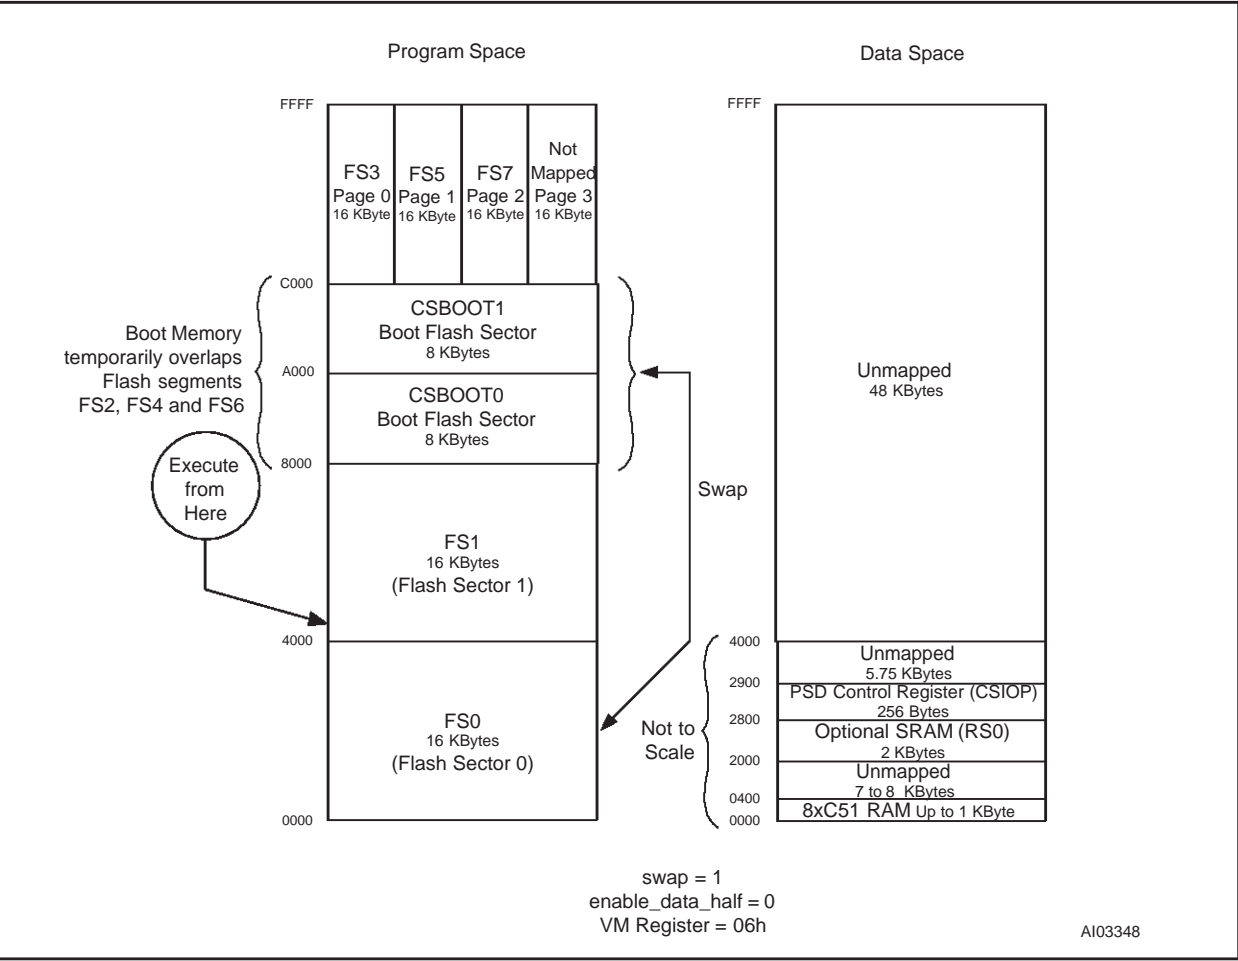 Program Space
Data Space
FFFF
FS3
Page 0
16 KByte
FS5
Page 1
16 KByte
FS7
Page 2
16 KByte
Not
Mapped
Page 3
16 KByte
C000
CSBOOT1
Boot Flash Sector
8 KBytes
A000
CSBOOT0
Boot Flash Sector
8 KBytes
8000
Boot Memory
temporarily overlaps
Flash segments
FS2, FS4 and FS6
Execute
from
Here
FS1
16 KBytes
(Flash Sector 1)
4000
FS0
16 KBytes
(Flash Sector 0)
0000
Swap
FFFF
Unmapped
48 KBytes
4000
Unmapped
5.75 KBytes
2900
PSD Control Register (CSIOP)
256 Bytes
2800
Optional SRAM (RS0)
2 KBytes
2000
Unmapped
7 to 8 KBytes
0400
8xC51 RAM Up to 1 KByte
0000
Not to
Scale
swap = 1
enable_data_half = 0
VM Register = 06h
AI03348